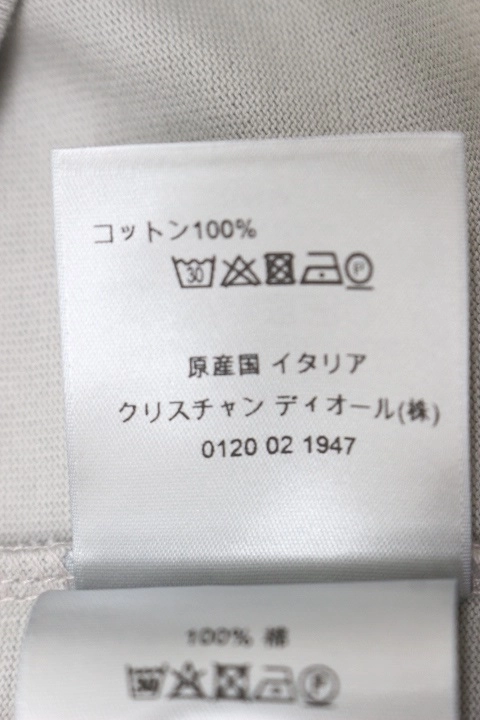 コットン100%
30 P
原産国 イタリア
クリスチャン ディオール(株)
0120 02 1947
100% 棉
30 P